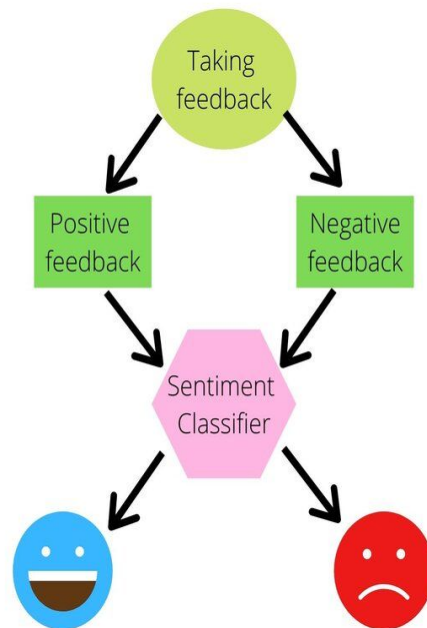 Taking
feedback
Positive
feedback
Negative
feedback
Sentiment
Classifier